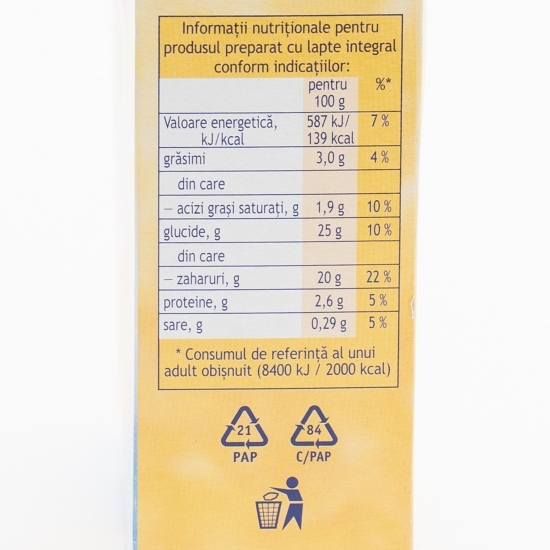 Informații nutriționale pentru
produsul preparat cu lapte integral
conform indicațiilor:
pentru
100 g %*
Valoare energetică, 587 kJ/ 7 %
kJ/kcal 139 kcal
grăsimi 3,0 g 4 %
din care
– acizi grași saturați, g 1,9 g 10 %
glucide, g 25 g 10 %
din care
– zaharuri, g 20 g 22 %
proteine, g 2,6 g 5 %
sare, g 0,29 g 5 %
* Consumul de referință al unui
adult obișnuit (8400 kJ / 2000 kcal)
21 84
PAP C/PAP